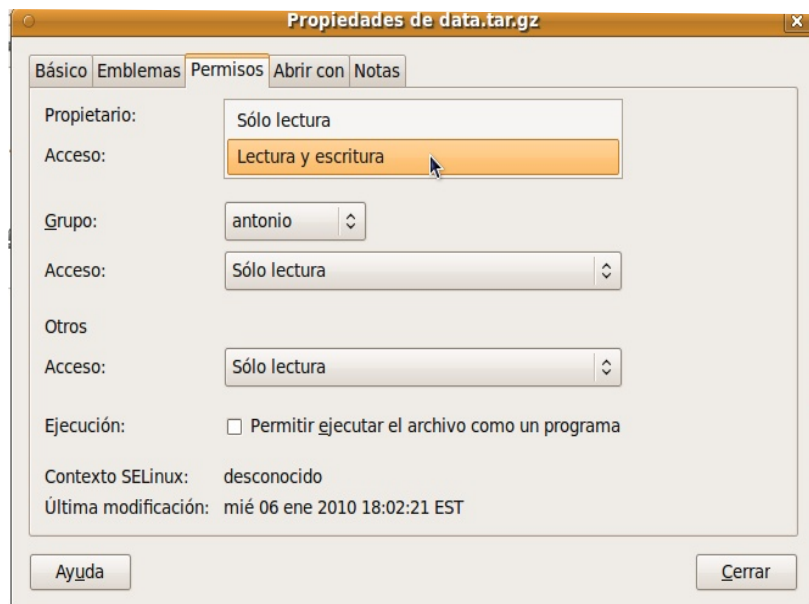 Propiedades de data.tar.gz
Básico Emblemas Permisos Abrir con Notas
Propietario:
Sólo lectura
Acceso:
Lectura y escritura
Grupo:
antonio
Acceso:
Sólo lectura
Otros
Acceso:
Sólo lectura
Ejecución:
Permitir ejecutar el archivo como un programa
Contexto SELinux:
desconocido
Última modificación:
mié 06 ene 2010 18:02:21 EST
Ayuda
Cerrar